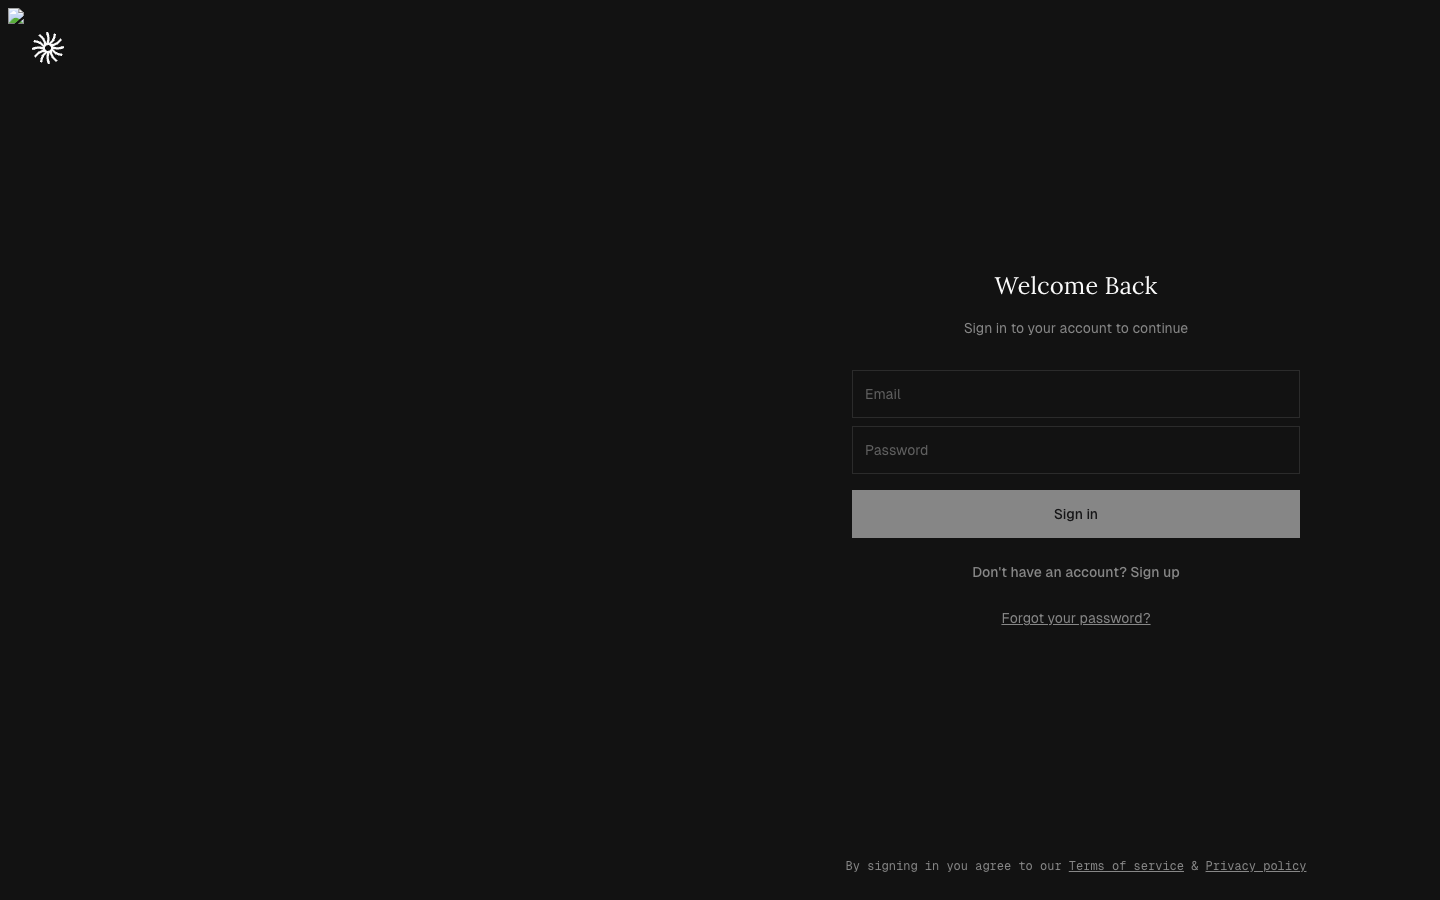 Welcome Back
Sign in to your account to continue
Email
Password
Sign in
Don't have an account? Sign up
Forgot your password?
By signing in you agree to our Terms of service & Privacy policy